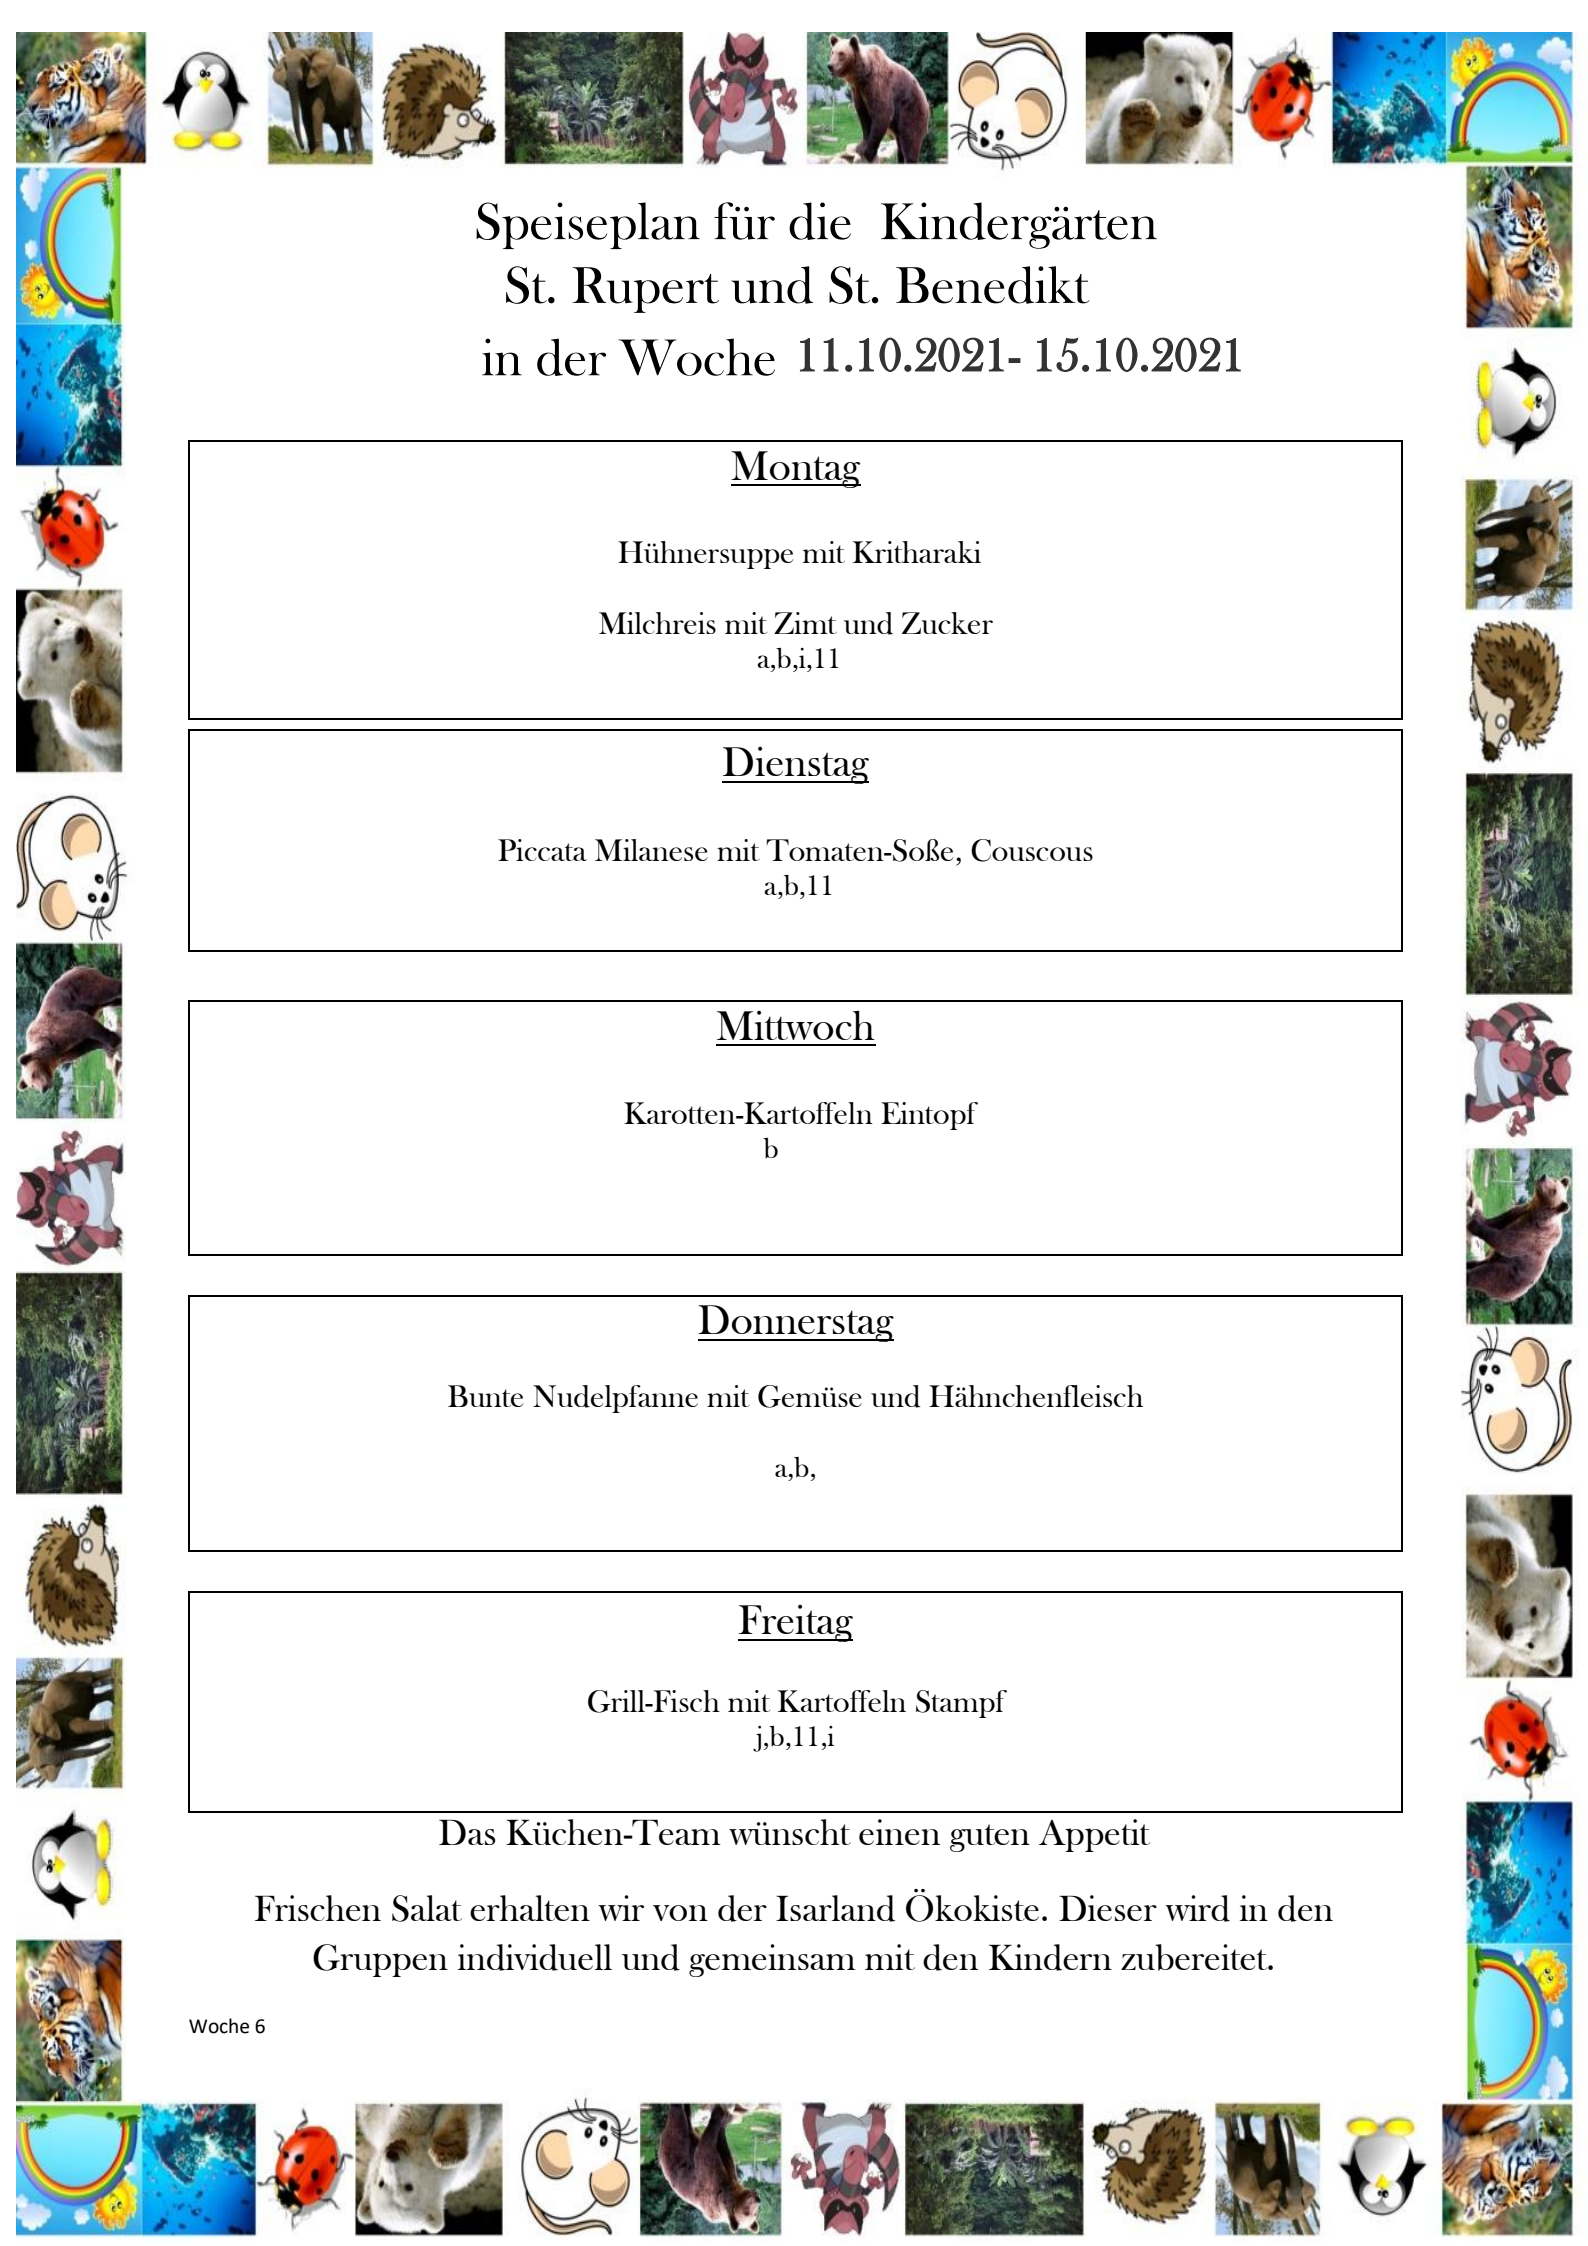 Speiseplan für die Kindergärten
St. Rupert und St. Benedikt
in der Woche 11.10.2021- 15.10.2021
Montag
Hühnersuppe mit Kritharaki
Milchreis mit Zimt und Zucker
a,b,i,11
Dienstag
Piccata Milanese mit Tomaten-Soße, Couscous
a,b,11
Mittwoch
Karotten-Kartoffeln Eintopf
b
Donnerstag
Bunte Nudelpfanne mit Gemüse und Hähnchenfleisch
a,b,
Freitag
Grill-Fisch mit Kartoffeln Stampf
j,b,11,i
Das Küchen-Team wünscht einen guten Appetit
Frischen Salat erhalten wir von der Isarland Ökokiste. Dieser wird in den
Gruppen individuell und gemeinsam mit den Kindern zubereitet.
Woche 6